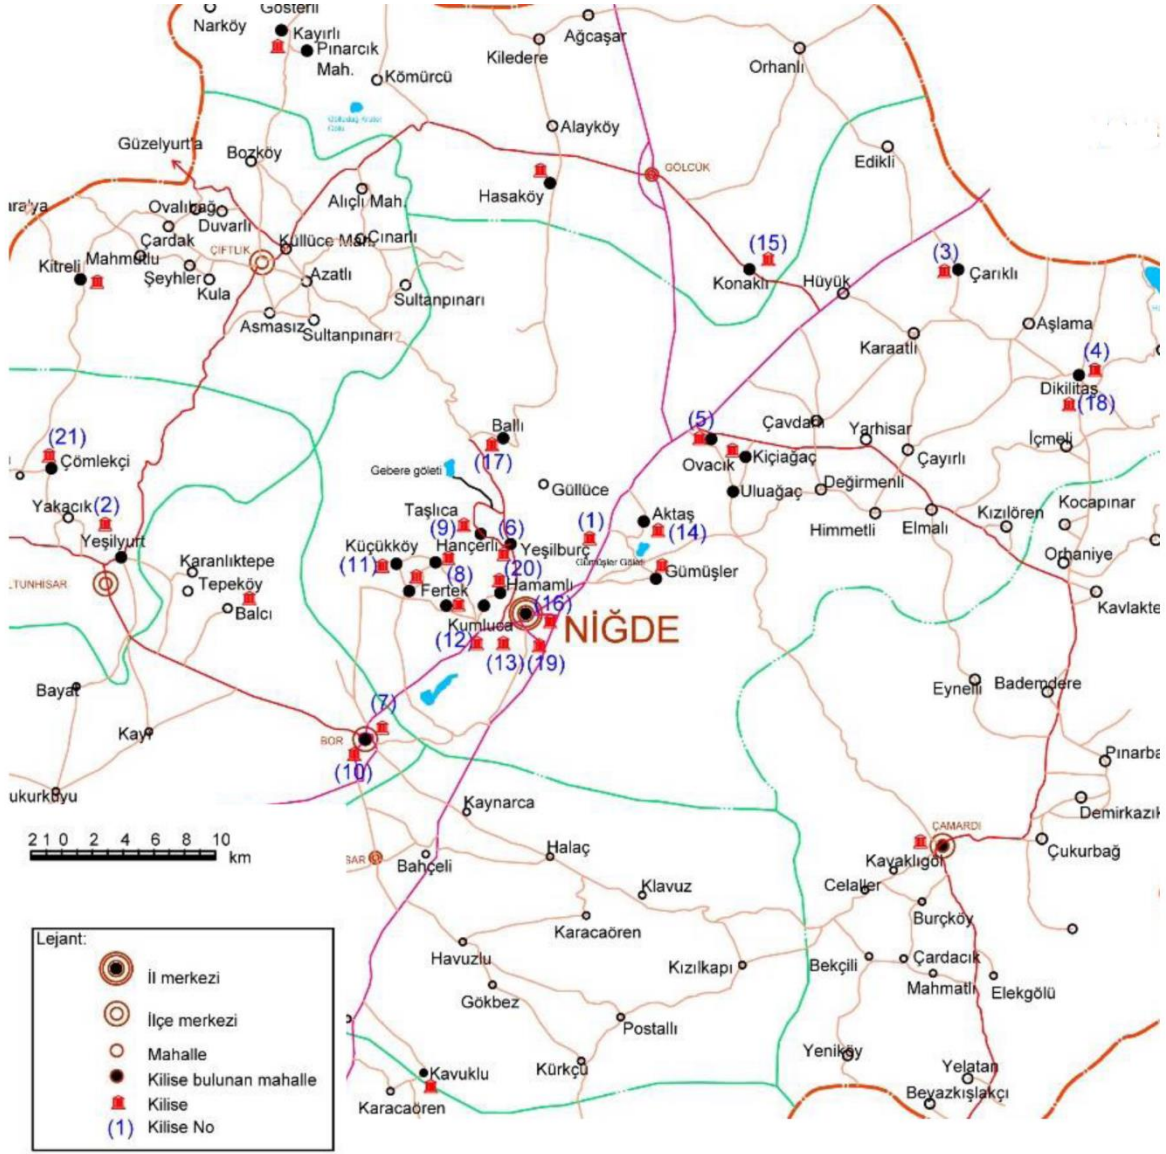 Gösterli
Narköy
Kayırlı
Pınarcık
Mah.
Kömürcü
Ağcaşar
Kiledere
Orhanlı
Alayköy
Edikli
Güzelyurt'a
Bozköy
GÖLCÜK
Hasaköy
Alıçlı Mah.
Ovalıbağ
Duvarlı
Çardak
ÇİFTLİK
Küllüce Mah.
Çınarlı
Mahmutlu
Kitreli
Şeyhler
Kula
Azatlı
Sultanpınarı
Asmasız
Sultanpınarı
(15)
Konaklı
Hüyük
(3)
Çarıklı
Aşlama
Karaatlı
(4)
Dikilitaş
(18)
İçmeli
(21)
Çömlekçi
Yakacık
(2)
Yeşilyurt
Karanlıktepe
Tepeköy
Balcı
Ballı
(17)
Gebere göleti
Güllüce
(5)
Ovacık
Kiçiağaç
Uluağaç
Çavdarlı
Yarhisar
Çayırlı
Değirmenli
Himmetli
Elmalı
Kızılören
Kocapınar
Orhaniye
Taşlıca
(9)
(6)
(1)
Aktaş
(14)
Küçükköy
Hançerli
Yeşilburç
(11)
(8)
(20)
Gümüşler Göleti
Gümüşler
Fertek
Hamamlı
Kumluca
(16)
NİĞDE
(12)
(13)
(19)
Bayat
Kayı
(7)
BOR
(10)
Eynelli
Bademdere
Demirkazık
Kaynarca
Halaç
Bahçeli
Klavuz
Karacaören
Havuzlu
Gökbez
Kızılkapı
Postallı
Kürkçü
Kavuklu
Karacaören
ÇAMARDI
Kavaklıgöl
Çukurbağ
Celaller
Burçköy
Bekçili
Çardacık
Mahmatlı
Elekgölü
Yeniköy
Yelatan
Beyazkışlakçı
2 1 0 2 4 6 8 10
km
Lejant:
İl merkezi
İlçe merkezi
Mahalle
Kilise bulunan mahalle
Kilise
(1) Kilise No